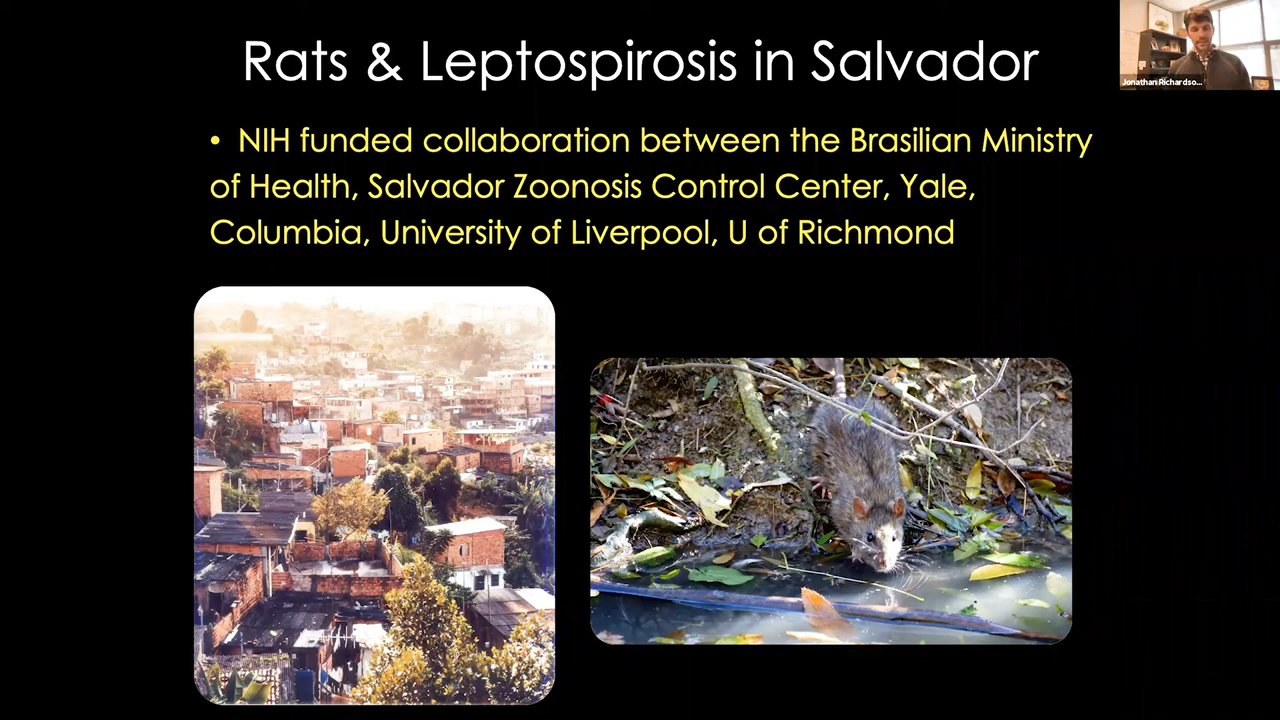 Rats & Leptospirosis in Salvador
Jonathan Richardso...
• NIH funded collaboration between the Brasilian Ministry
of Health, Salvador Zoonosis Control Center, Yale,
Columbia, University of Liverpool, U of Richmond